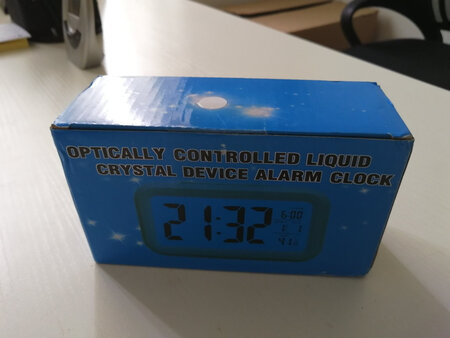 OPTICALLY CONTROLLED LIQUID
CRYSTAL DEVICE ALARM CLOCK
21:32
6:00